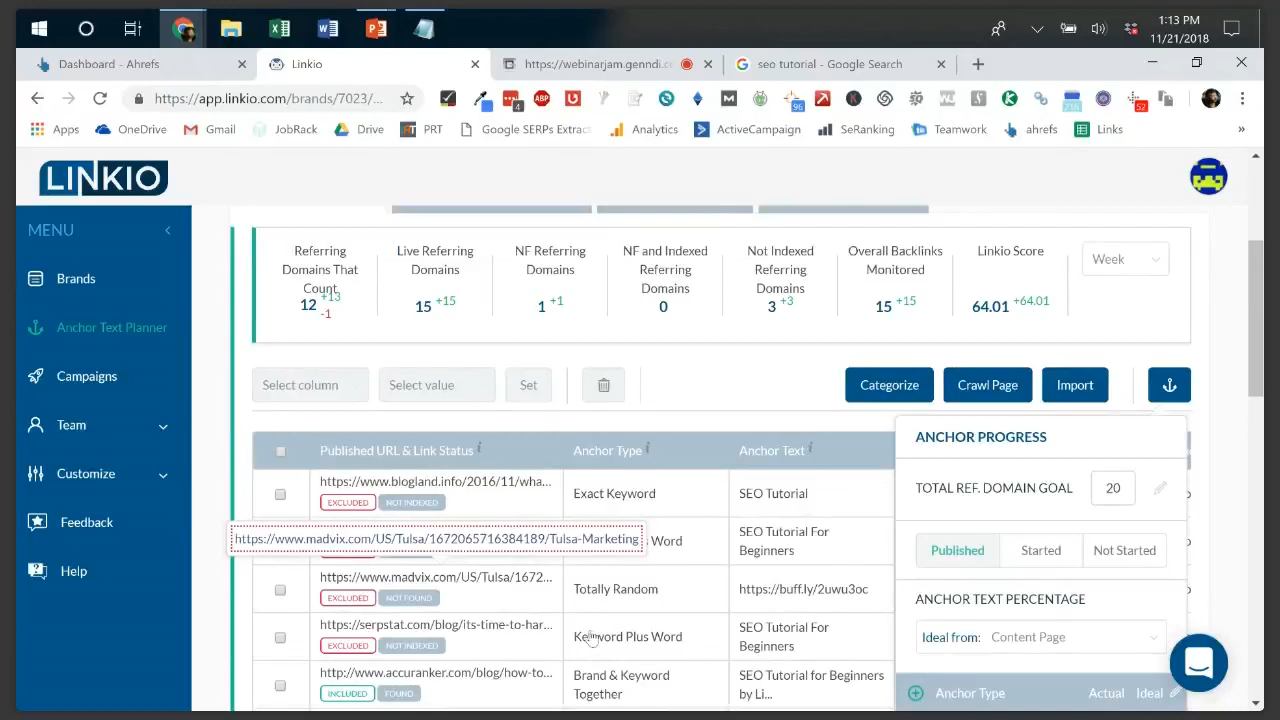 1:13 PM
11/21/2018
Dashboard - Ahrefs
Linkio
https://webinarjam.genndi.c
seo tutorial - Google Search
https://app.linkio.com/brands/7023/
4
ABP
96
52
Apps
OneDrive
Gmail
JobRack
Drive
PRT
Google SERPs Extract
Analytics
ActiveCampaign
SeRanking
Teamwork
ahrefs
Links
»
LINKIO
MENU
Brands
Anchor Text Planner
Campaigns
Team
Customize
Feedback
Help
Referring Domains That Count
12 +13 -1
Live Referring Domains
15 +15
NF Referring Domains
1 +1
NF and Indexed Referring Domains
0
Not Indexed Referring Domains
3 +3
Overall Backlinks Monitored
15 +15
Linkio Score
64.01 +64.01
Week
Select column
Select value
Set
Categorize
Crawl Page
Import
Published URL & Link Status
Anchor Type
Anchor Text
https://www.blogland.info/2016/11/wha...
EXCLUDED NOT INDEXED
Exact Keyword
SEO Tutorial
https://www.madvix.com/US/Tulsa/1672065716384189/Tulsa-Marketing
Word
SEO Tutorial For Beginners
https://www.madvix.com/US/Tulsa/1672...
EXCLUDED NOT FOUND
Totally Random
https://buff.ly/2uwu3oc
https://serpstat.com/blog/its-time-to-har...
EXCLUDED NOT INDEXED
Keyword Plus Word
SEO Tutorial For Beginners
http://www.accuranker.com/blog/how-to...
INCLUDED FOUND
Brand & Keyword Together
SEO Tutorial for Beginners by Li...
ANCHOR PROGRESS
TOTAL REF. DOMAIN GOAL 20
Published
Started
Not Started
ANCHOR TEXT PERCENTAGE
Ideal from: Content Page
Anchor Type
Actual
Ideal